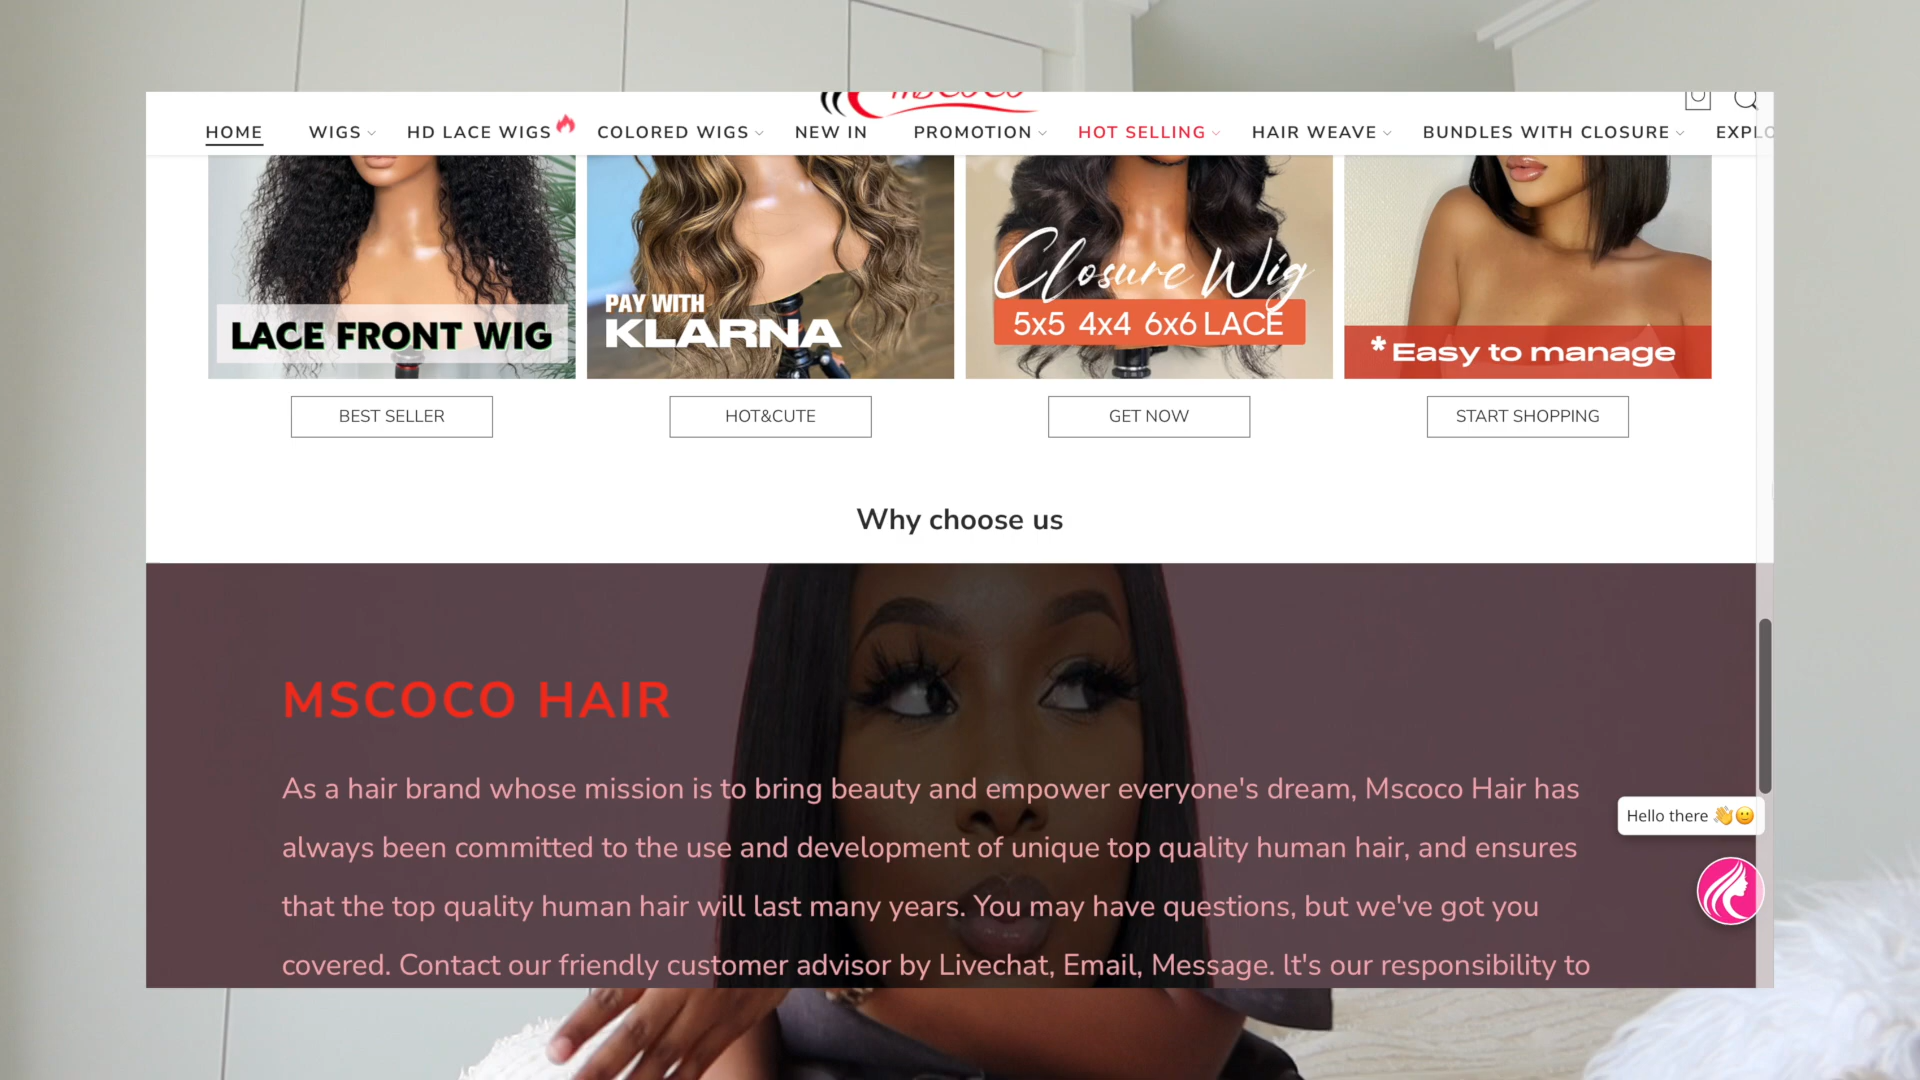 mscoco
HOME WIGS HD LACE WIGS COLORED WIGS NEW IN PROMOTION HOT SELLING HAIR WEAVE BUNDLES WITH CLOSURE EXPLO
LACE FRONT WIG
PAY WITH
KLARNA
Closure Wig
5x5 4x4 6x6 LACE
*Easy to manage
BEST SELLER
HOT&CUTE
GET NOW
START SHOPPING
Why choose us
MSCOCO HAIR
As a hair brand whose mission is to bring beauty and empower everyone's dream, Mscoco Hair has
always been committed to the use and development of unique top quality human hair, and ensures
that the top quality human hair will last many years. You may have questions, but we've got you
covered. Contact our friendly customer advisor by Livechat, Email, Message. It's our responsibility to
Hello there 👋🙂